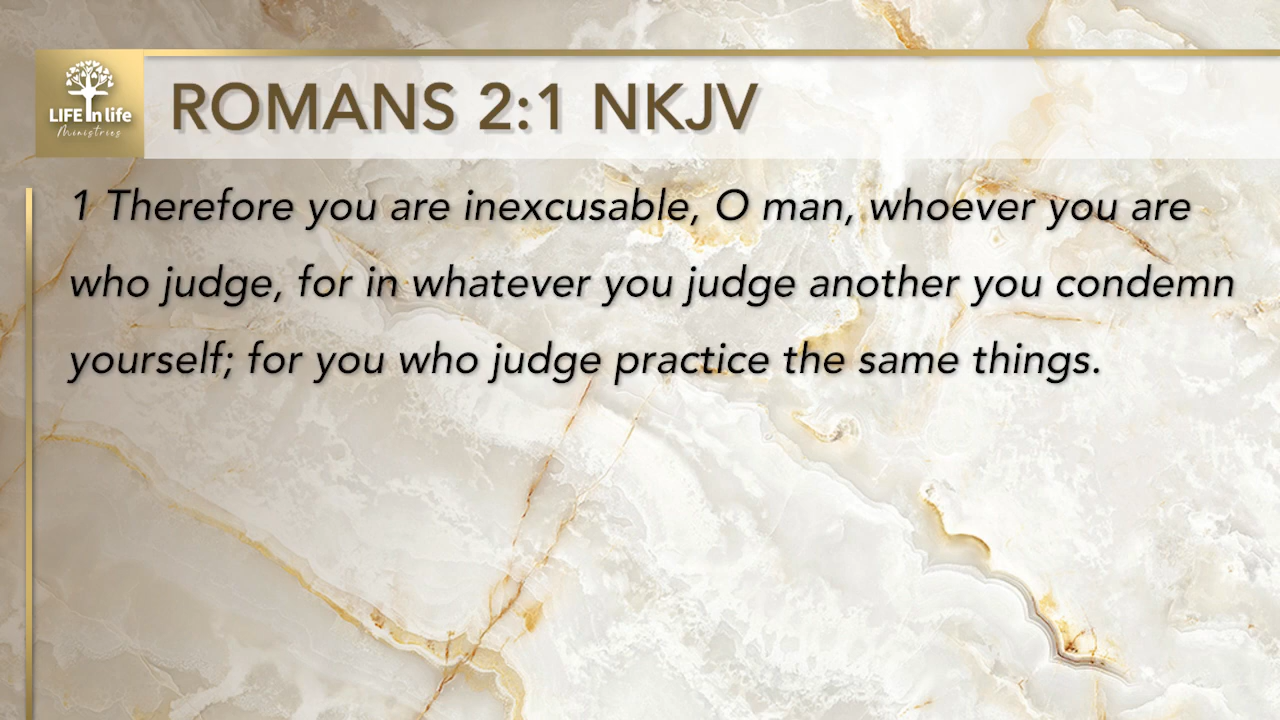 LIFE in life
Ministries
ROMANS 2:1 NKJV
1 Therefore you are inexcusable, O man, whoever you are
who judge, for in whatever you judge another you condemn
yourself; for you who judge practice the same things.